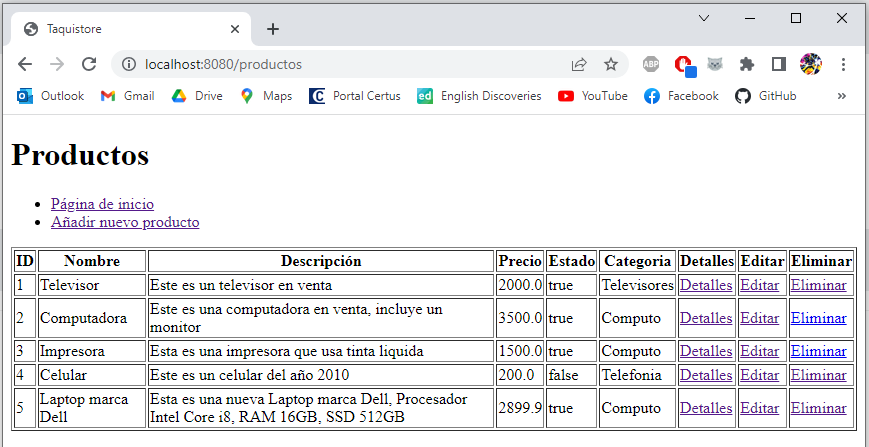 Taquistore
localhost:8080/productos
ABP
Outlook Gmail Drive Maps Portal Certus ed English Discoveries YouTube Facebook GitHub »
Productos
Página de inicio
Añadir nuevo producto
ID Nombre Descripción Precio Estado Categoria Detalles Editar Eliminar
1 Televisor Este es un televisor en venta 2000.0 true Televisores Detalles Editar Eliminar
2 Computadora Este es una computadora en venta, incluye un
monitor 3500.0 true Computo Detalles Editar Eliminar
3 Impresora Esta es una impresora que usa tinta liquida 1500.0 true Computo Detalles Editar Eliminar
4 Celular Este es un celular del año 2010 200.0 false Telefonia Detalles Editar Eliminar
5 Laptop marca
Dell Esta es una nueva Laptop marca Dell, Procesador
Intel Core i8, RAM 16GB, SSD 512GB 2899.9 true Computo Detalles Editar Eliminar